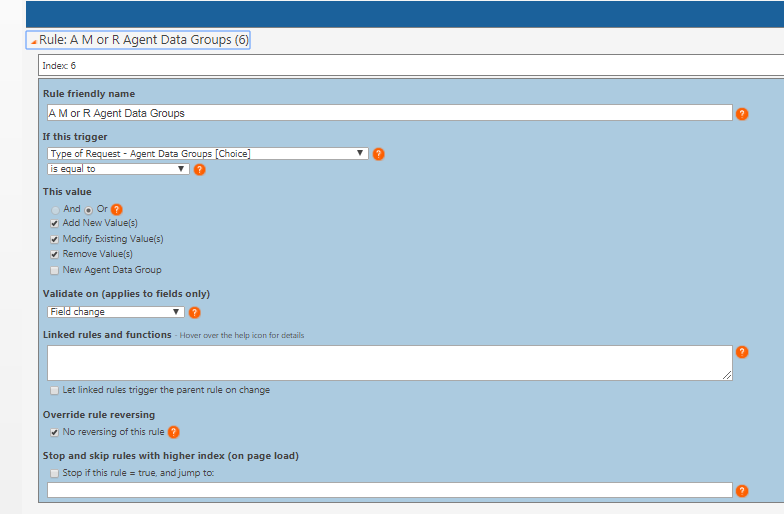 Rule: A M or R Agent Data Groups (6)
Index: 6
Rule friendly name
A M or R Agent Data Groups
If this trigger
Type of Request - Agent Data Groups [Choice]
is equal to
This value
And Or
Add New Value(s)
Modify Existing Value(s)
Remove Value(s)
New Agent Data Group
Validate on (applies to fields only)
Field change
Linked rules and functions - Hover over the help icon for details
Let linked rules trigger the parent rule on change
Override rule reversing
No reversing of this rule
Stop and skip rules with higher index (on page load)
Stop if this rule = true, and jump to: